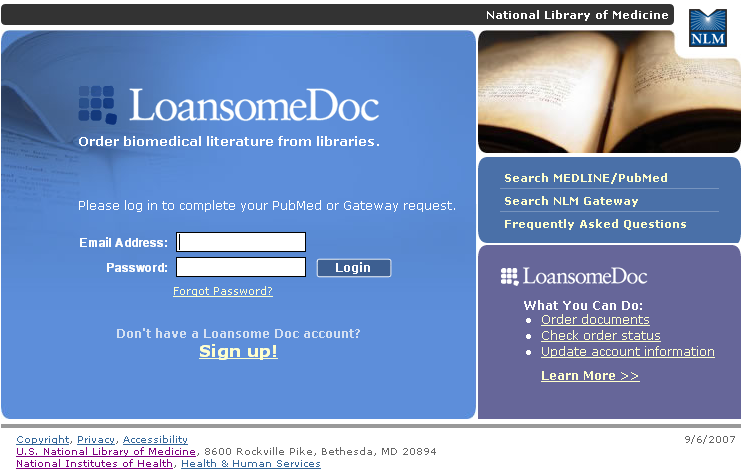 National Library of Medicine
NLM
LoansomeDoc
Order biomedical literature from libraries.
Please log in to complete your PubMed or Gateway request.
Email Address:
Password:
Login
Forgot Password?
Don't have a Loansome Doc account?
Sign up!
Search MEDLINE/PubMed
Search NLM Gateway
Frequently Asked Questions
LoansomeDoc
What You Can Do:
Order documents
Check order status
Update account information
Learn More >>
Copyright, Privacy, Accessibility
9/6/2007
U.S. National Library of Medicine, 8600 Rockville Pike, Bethesda, MD 20894
National Institutes of Health, Health & Human Services